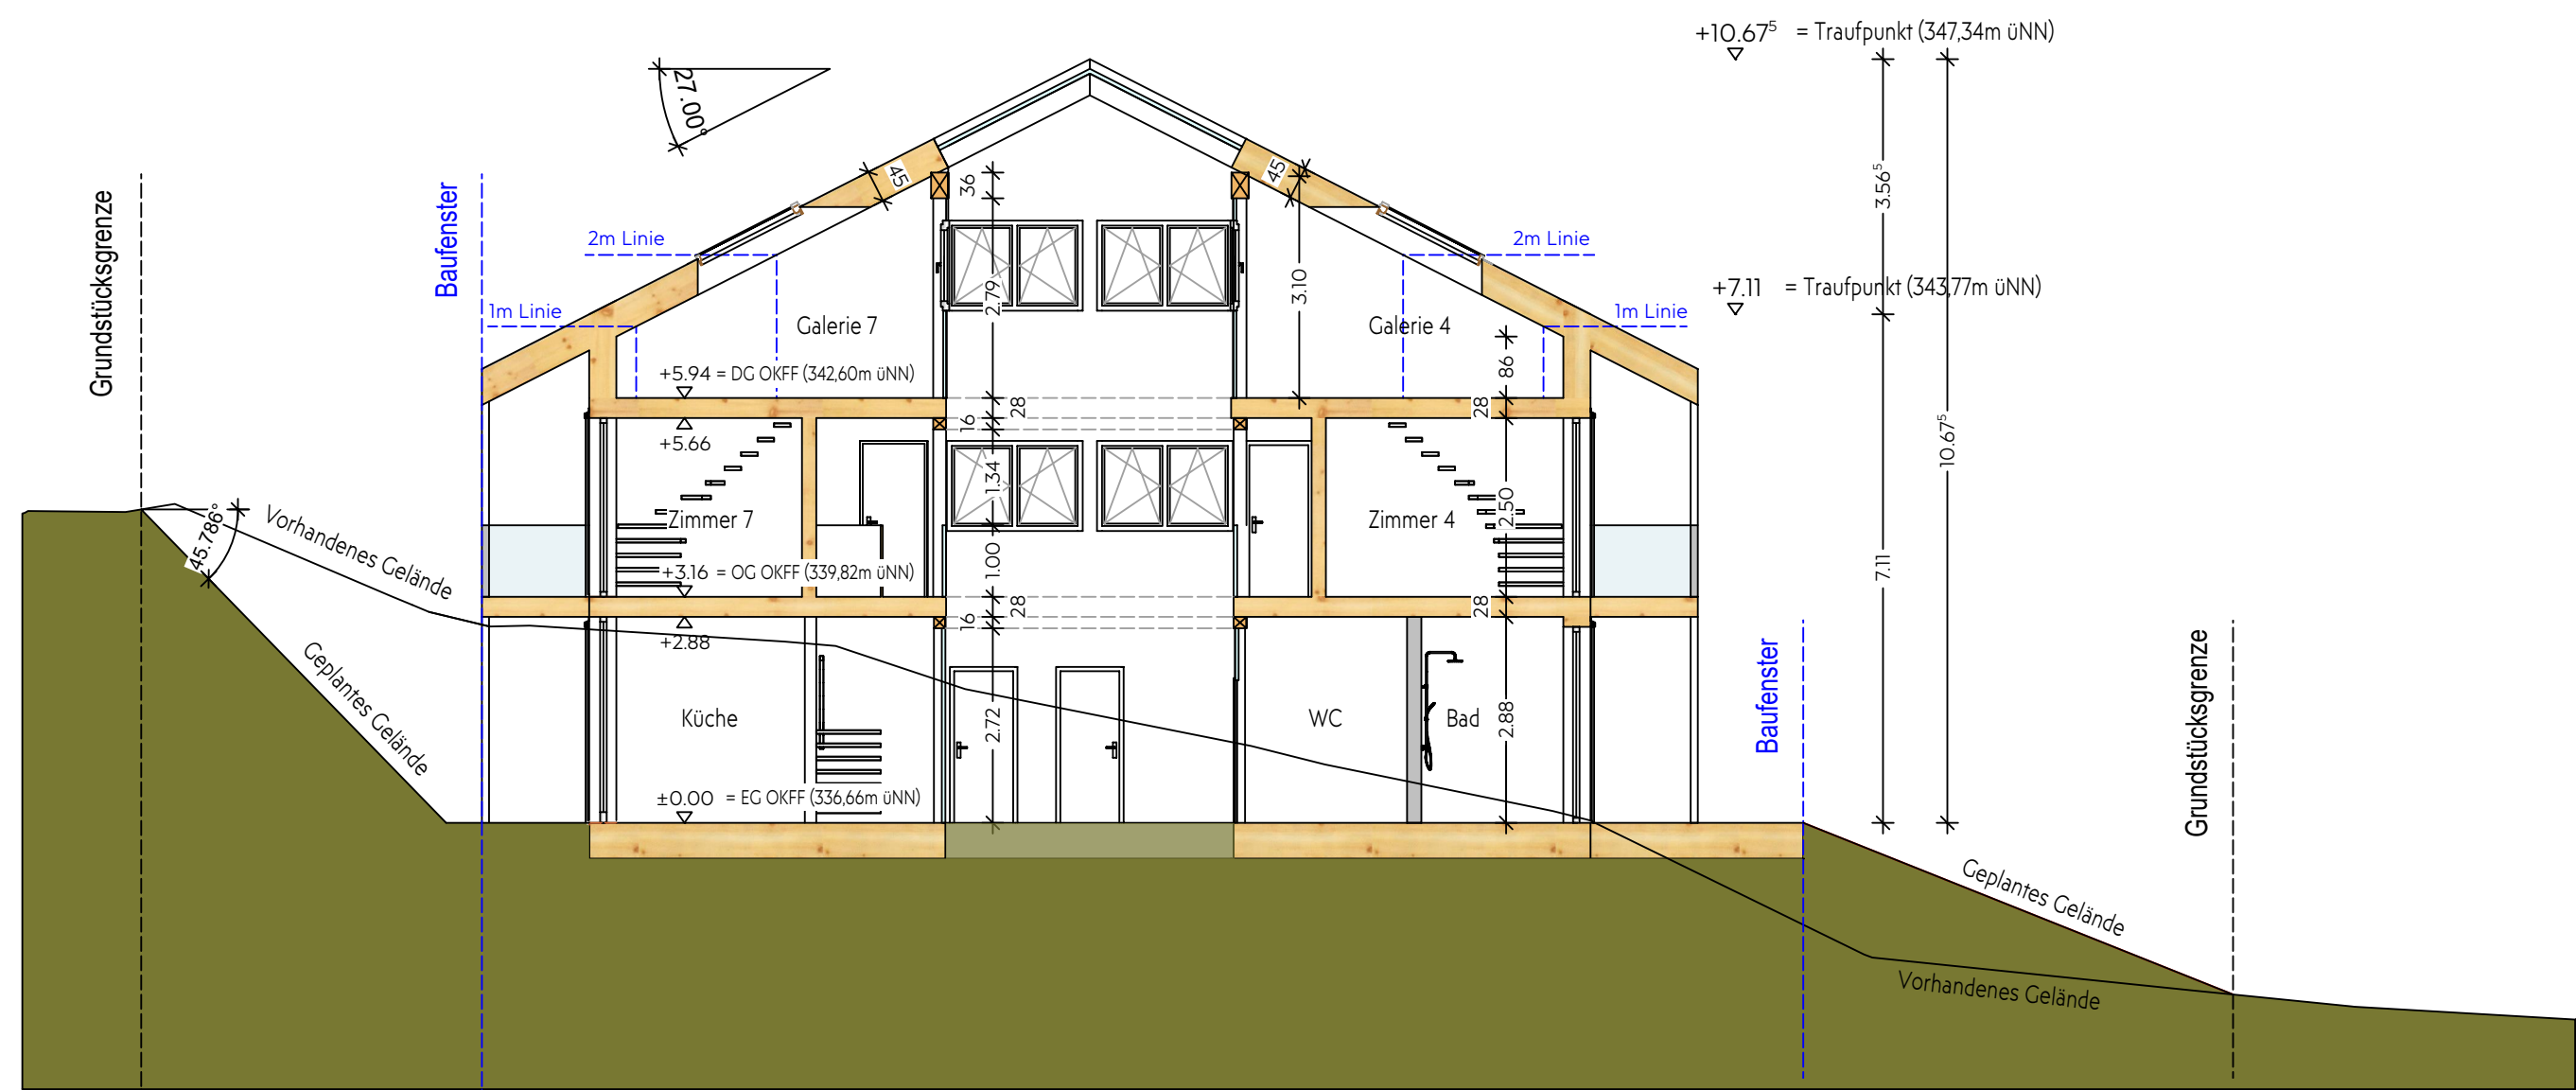 +10.67⁵ = Traufpunkt (347,34m üNN)
27.00°
Grundstücksgrenze
Baufenster
45
45
36
3.56⁵
2m Linie
2m Linie
2.79
3.10
+7.11 = Traufpunkt (343,77m üNN)
1m Linie
1m Linie
Galerie 7
Galerie 4
86
+5.94 = DG OKFF (342,60m üNN)
28
28
16
+5.66
10.67⁵
1.34
2.50
Zimmer 7
Zimmer 4
45.786°
Vorhandenes Gelände
1.00
7.11
+3.16 = OG OKFF (339,82m üNN)
28
28
16
+2.88
Geplantes Gelände
Baufenster
Grundstücksgrenze
Küche
2.72
WC
Bad
2.88
±0.00 = EG OKFF (336,66m üNN)
Geplantes Gelände
Vorhandenes Gelände